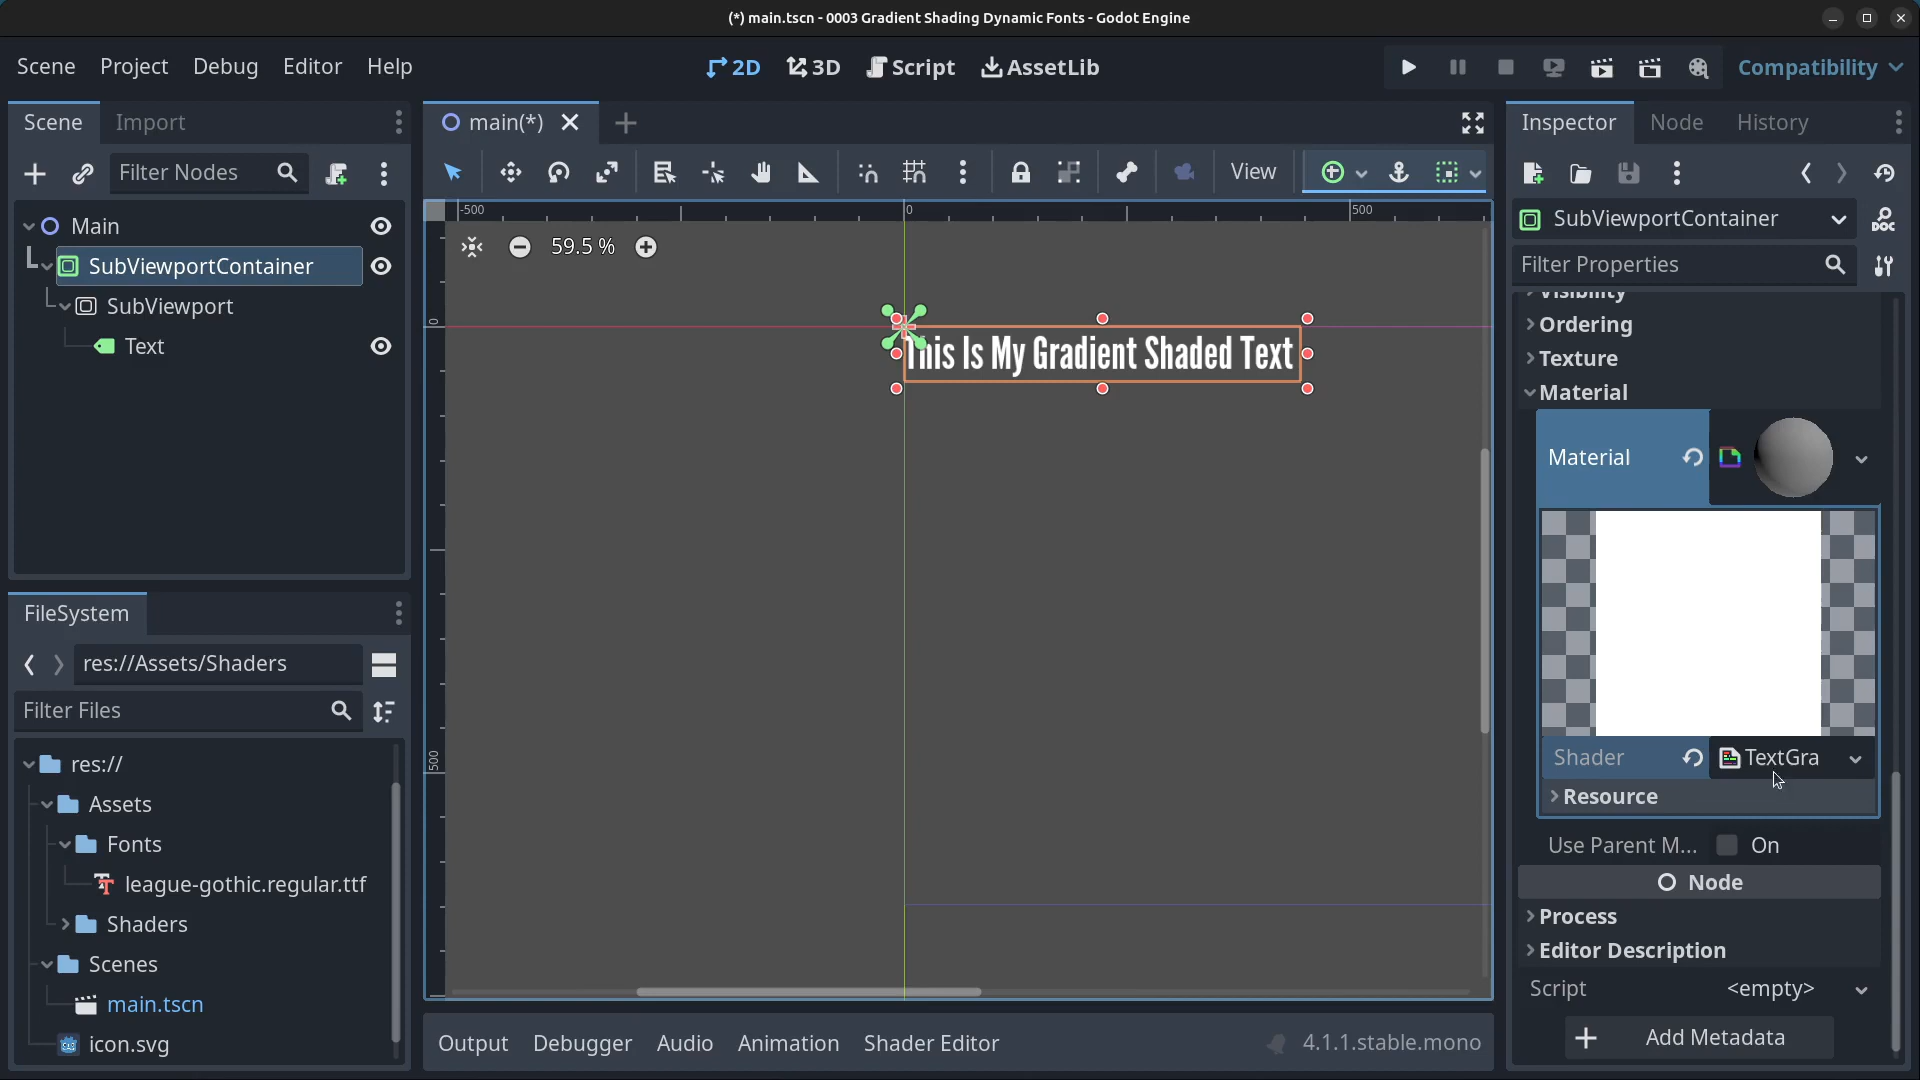 (*) main.tscn - 0003 Gradient Shading Dynamic Fonts - Godot Engine
Scene Project Debug Editor Help
2D 3D Script AssetLib
Compatibility
Scene Import
main(*)
Inspector Node History
Filter Nodes
View
-500 0 500
SubViewportContainer
Filter Properties
Main
SubViewportContainer
SubViewport
Text
59.5 %
0
500
This Is My Gradient Shaded Text
Visibility
Ordering
Texture
Material
Material
Shader TextGra
Resource
Use Parent M... On
Node
Process
Editor Description
Script <empty>
Add Metadata
FileSystem
res://Assets/Shaders
Filter Files
res://
Assets
Fonts
league-gothic.regular.ttf
Shaders
Scenes
main.tscn
icon.svg
Output Debugger Audio Animation Shader Editor 4.1.1.stable.mono
DOC